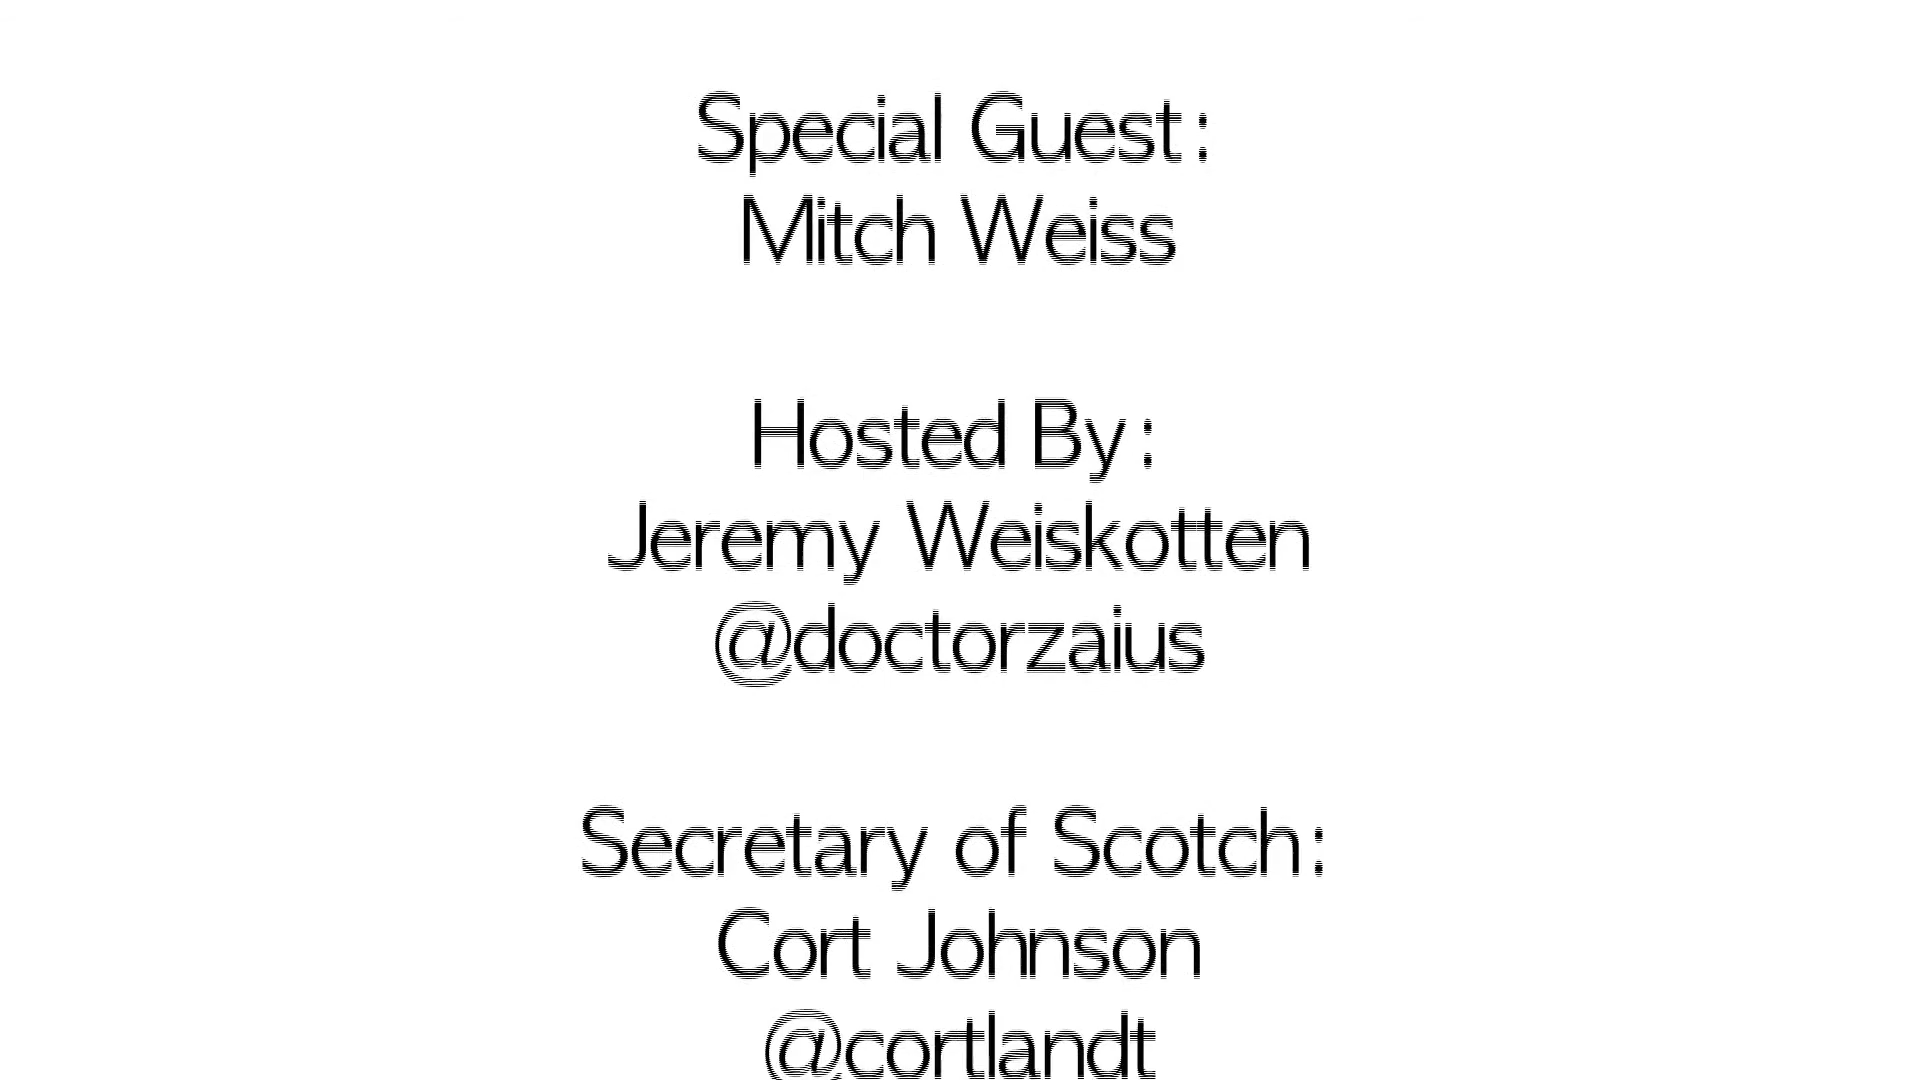 Special Guest:
Mitch Weiss
Hosted By:
Jeremy Weiskotten
@doctorzaius
Secretary of Scotch:
Cort Johnson
@cortlandt